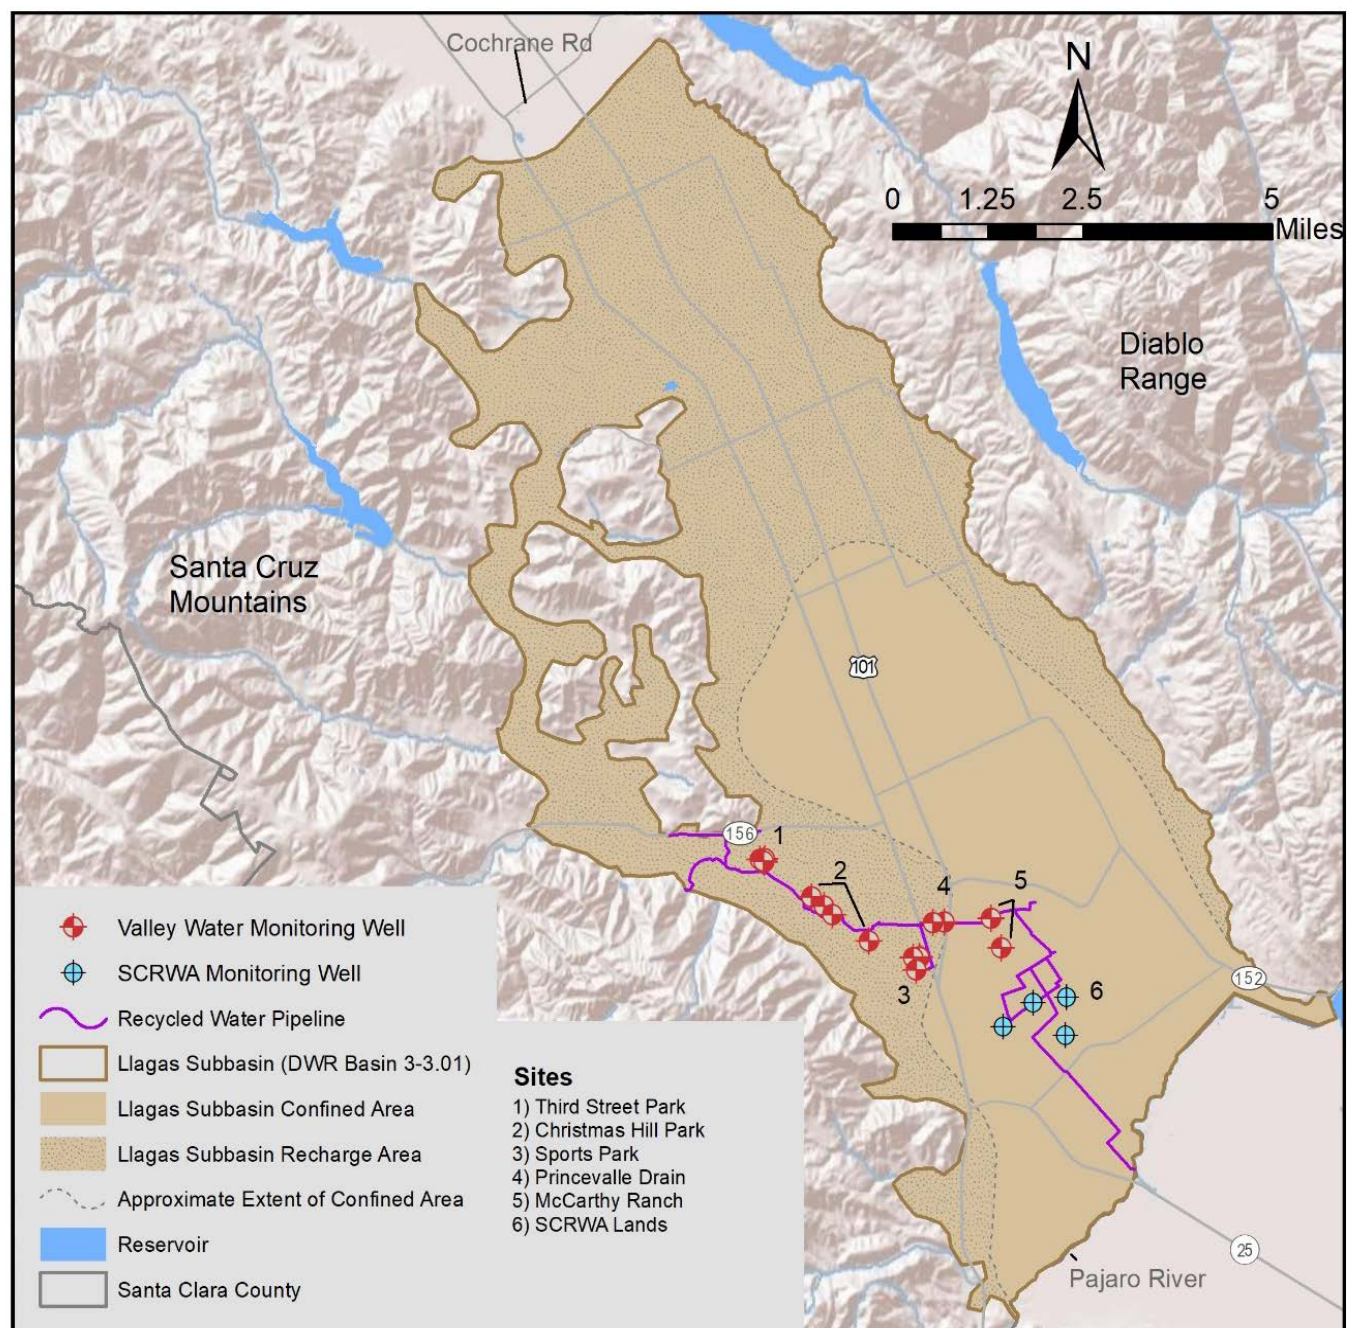 Cochrane Rd
N
0 1.25 2.5 5
Miles
Diablo
Range
Santa Cruz
Mountains
101
156
1
2
4
5
3
6
152
Valley Water Monitoring Well
SCRWA Monitoring Well
Recycled Water Pipeline
Llagas Subbasin (DWR Basin 3-3.01)
Llagas Subbasin Confined Area
Llagas Subbasin Recharge Area
Approximate Extent of Confined Area
Reservoir
Santa Clara County
Sites
1) Third Street Park
2) Christmas Hill Park
3) Sports Park
4) Princevalle Drain
5) McCarthy Ranch
6) SCRWA Lands
25
Pajaro River